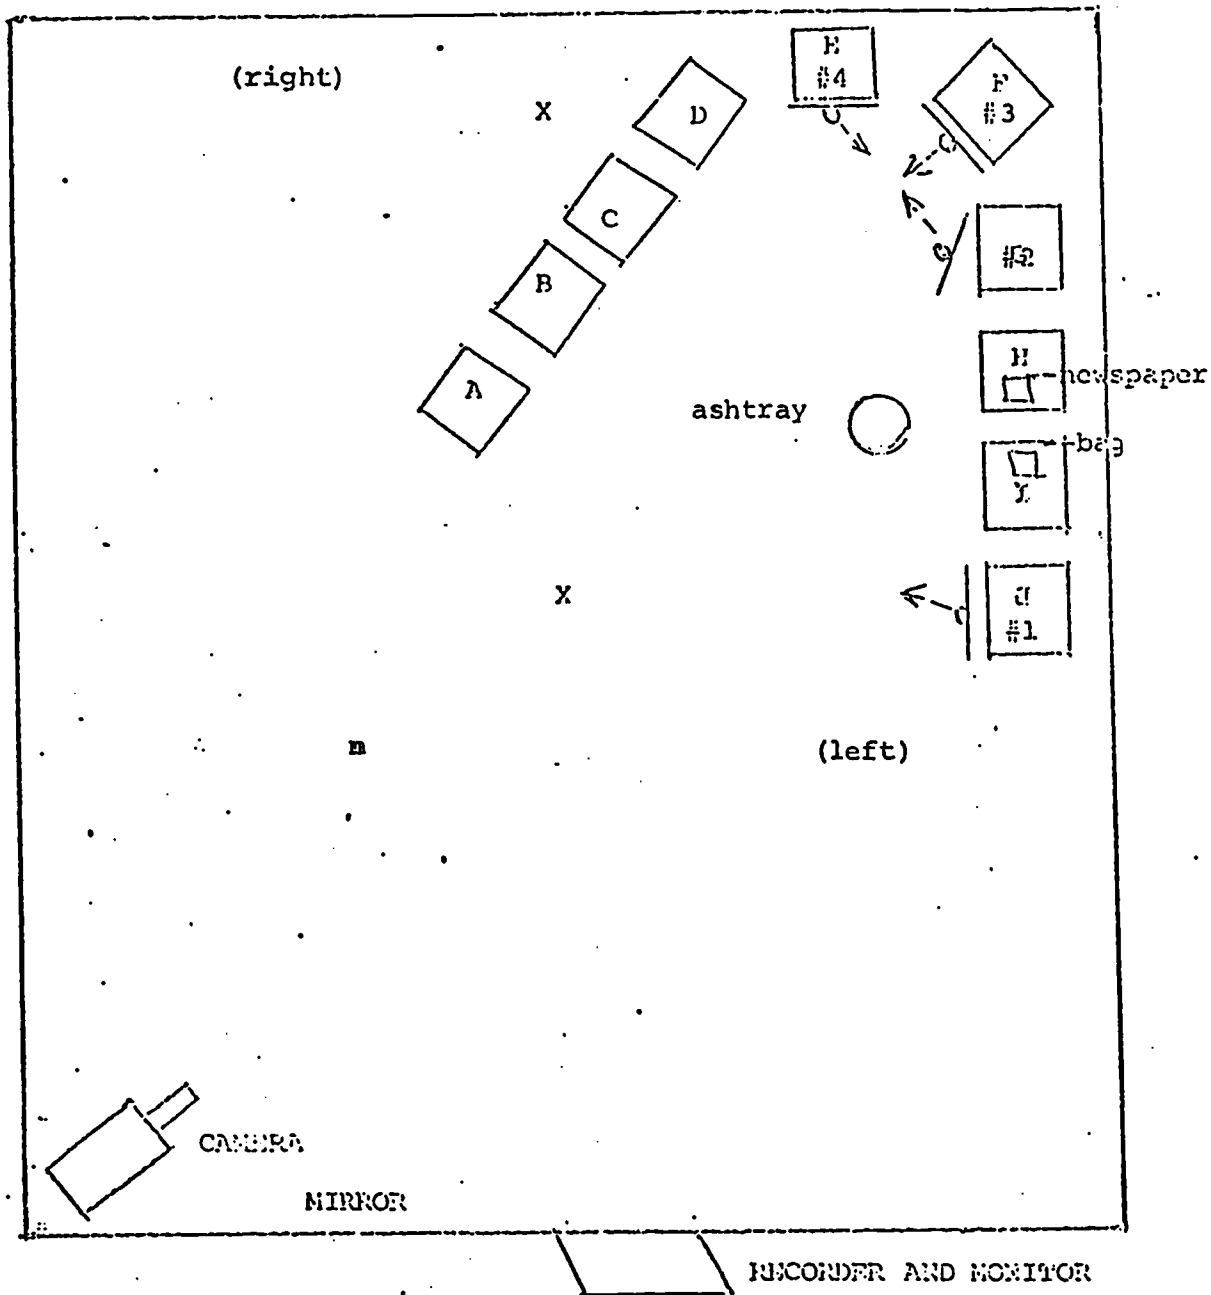 (right)
X
D
E
#4
F
#3
C
B
A
#2
H
newspaper
ashtray
bag
I
J
#1
X
m
(left)
CAMERA
MIRROR
RECORDER AND MONITOR